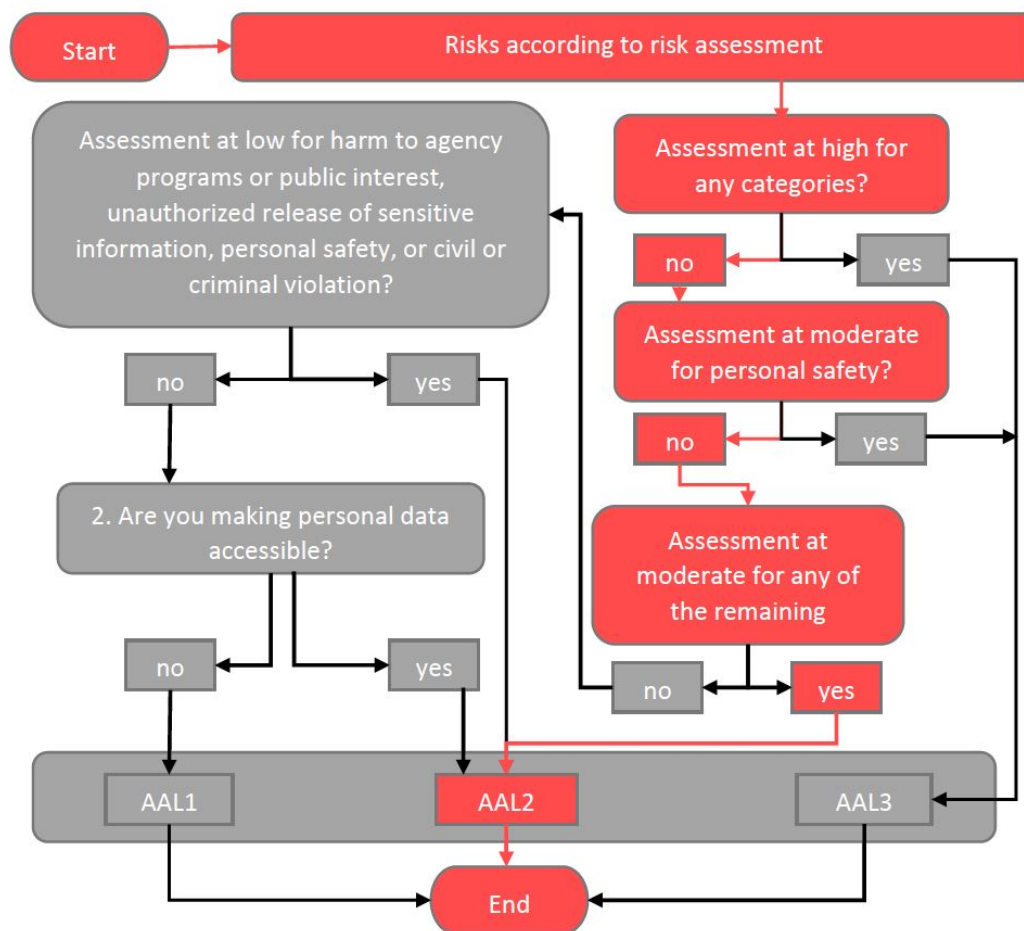 Start
Risks according to risk assessment
Assessment at low for harm to agency
programs or public interest,
unauthorized release of sensitive
information, personal safety, or civil or
criminal violation?
Assessment at high for
any categories?
no
yes
Assessment at moderate
for personal safety?
no
yes
no
yes
2. Are you making personal data
accessible?
Assessment at
moderate for any of
the remaining
no
yes
no
yes
AAL1
AAL2
AAL3
End